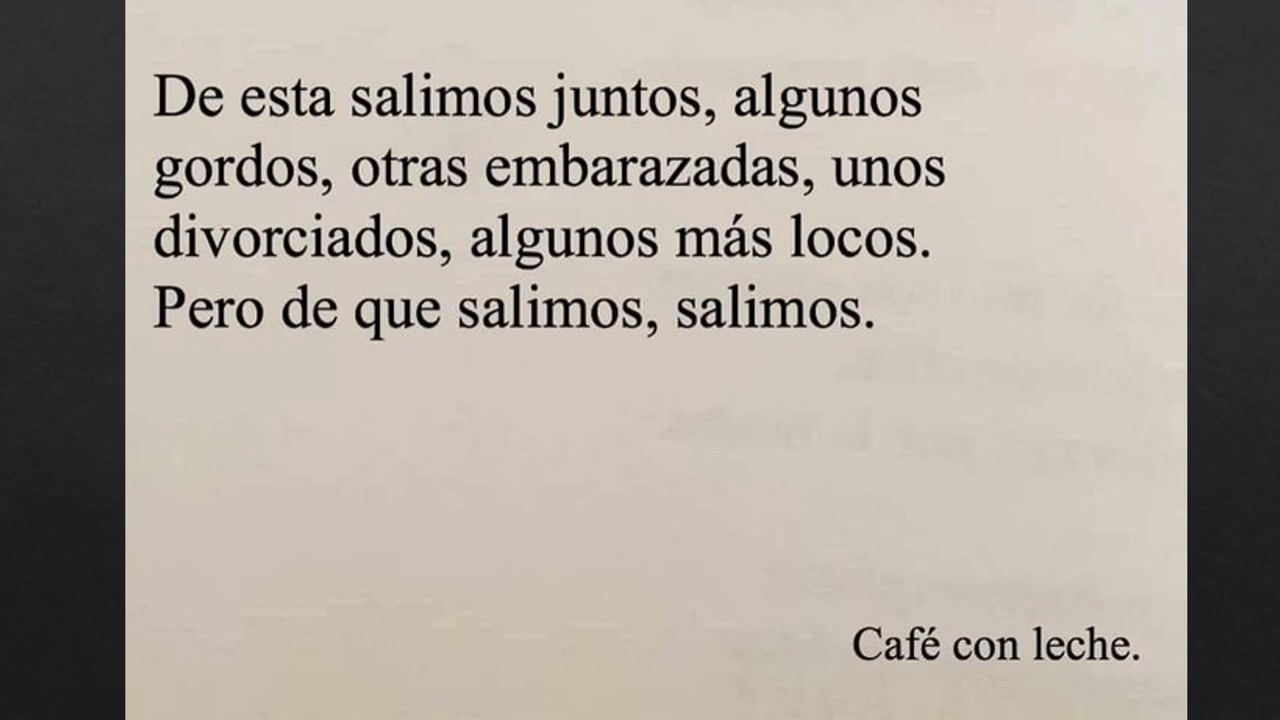 De esta salimos juntos, algunos
gordos, otras embarazadas, unos
divorciados, algunos más locos.
Pero de que salimos, salimos.
Café con leche.